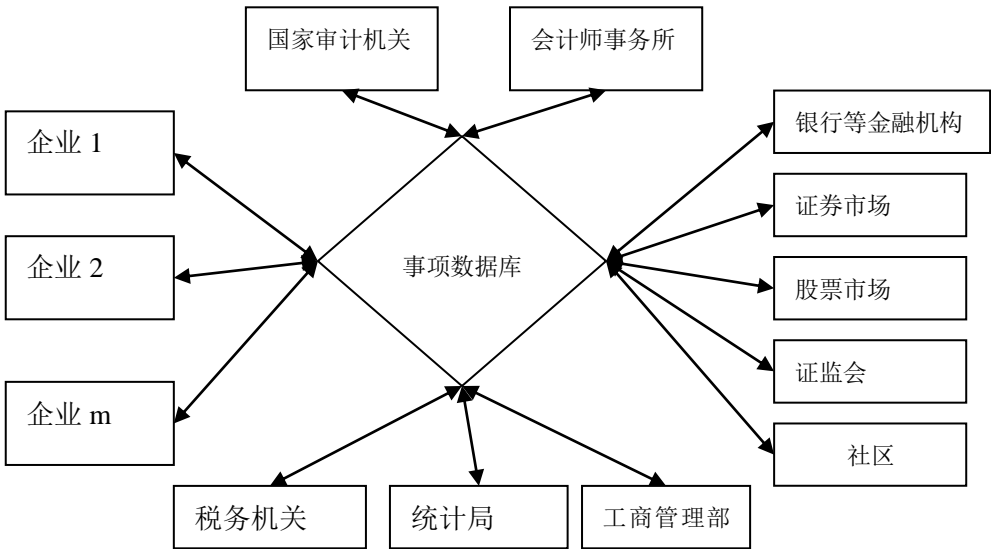 国家审计机关
会计师事务所
企业 1
银行等金融机构
证券市场
企业 2
事项数据库
股票市场
证监会
企业 m
社区
税务机关
统计局
工商管理部